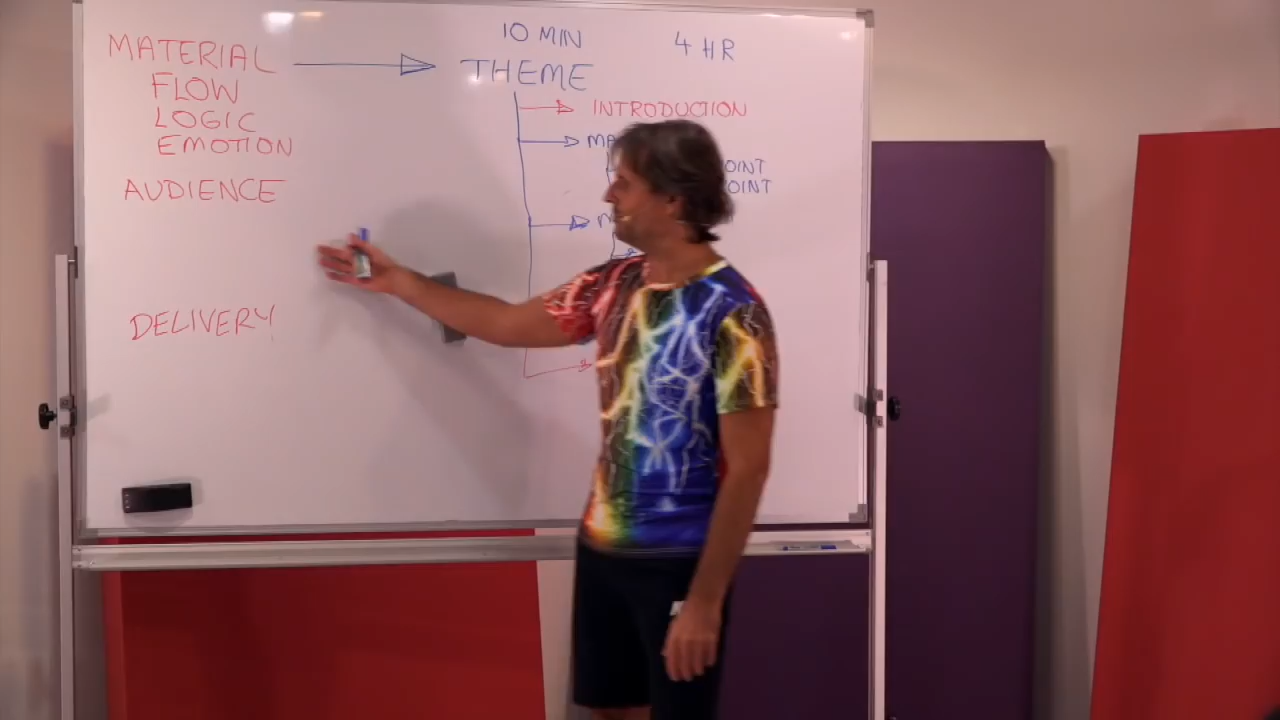 MATERIAL
FLOW
LOGIC
EMOTION
AUDIENCE
DELIVERY
10 MIN
4 HR
THEME
INTRODUCTION